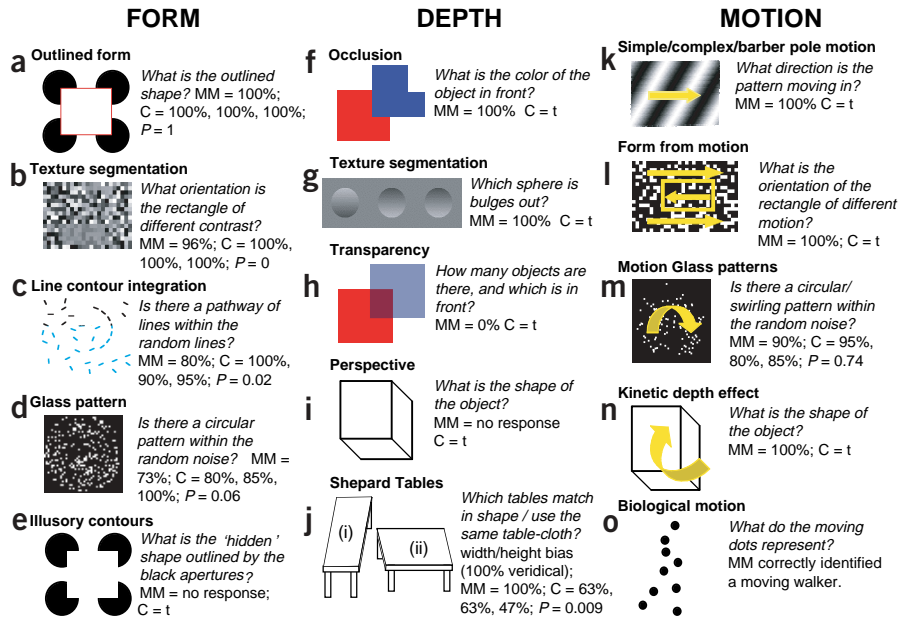 FORM
a Outlined form
What is the outlined
shape? MM = 100%;
C = 100%, 100%, 100%;
P = 1
b Texture segmentation
What orientation is
the rectangle of
different contrast?
MM = 96%; C = 100%,
100%, 100%; P = 0
c Line contour integration
Is there a pathway of
lines within the
random lines?
MM = 80%; C = 100%,
90%, 95%; P = 0.02
d Glass pattern
Is there a circular
pattern within the
random noise? MM =
73%; C = 80%, 85%,
100%; P = 0.06
e Illusory contours
What is the 'hidden'
shape outlined by the
black apertures?
MM = no response;
C = t
DEPTH
f Occlusion
What is the color of the
object in front?
MM = 100% C = t
g Texture segmentation
Which sphere is
bulges out?
MM = 100% C = t
h Transparency
How many objects are
there, and which is in
front?
MM = 0% C = t
i Perspective
What is the shape of
the object?
MM = no response
C = t
j Shepard Tables
(i)
(ii)
Which tables match
in shape / use the
same table-cloth?
width/height bias
(100% veridical);
MM = 100%; C = 63%,
63%, 47%; P = 0.009
MOTION
k Simple/complex/barber pole motion
What direction is the
pattern moving in?
MM = 100% C = t
l Form from motion
What is the
orientation of the
rectangle of different
motion?
MM = 100%; C = t
m Motion Glass patterns
Is there a circular/
swirling pattern within
the random noise?
MM = 90%; C = 95%,
80%, 85%; P = 0.74
n Kinetic depth effect
What is the shape of
the object?
MM = 100%; C = t
o Biological motion
What do the moving
dots represent?
MM correctly identified
a moving walker.